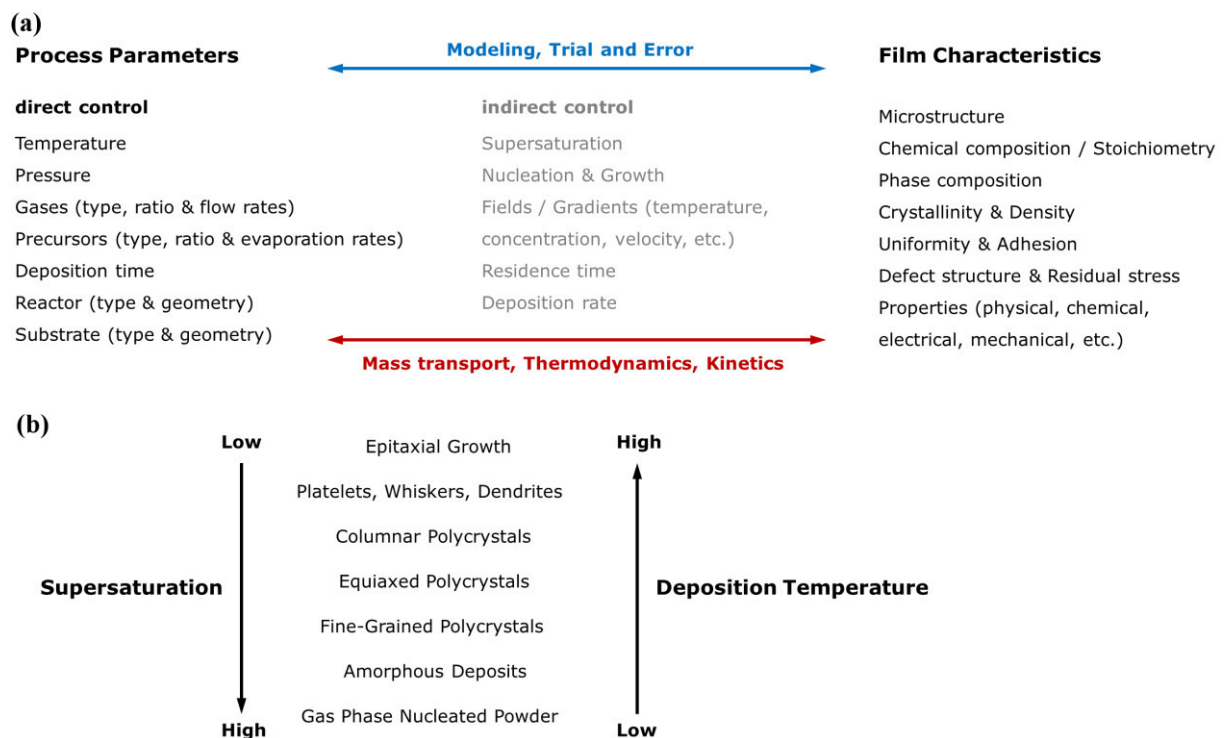 (a)
Process Parameters
Modeling, Trial and Error
Film Characteristics
direct control
Temperature
Pressure
Gases (type, ratio & flow rates)
Precursors (type, ratio & evaporation rates)
Deposition time
Reactor (type & geometry)
Substrate (type & geometry)
indirect control
Supersaturation
Nucleation & Growth
Fields / Gradients (temperature,
concentration, velocity, etc.)
Residence time
Deposition rate
Mass transport, Thermodynamics, Kinetics
Microstructure
Chemical composition / Stoichiometry
Phase composition
Crystallinity & Density
Uniformity & Adhesion
Defect structure & Residual stress
Properties (physical, chemical,
electrical, mechanical, etc.)
(b)
Low
Supersaturation
High
Epitaxial Growth
Platelets, Whiskers, Dendrites
Columnar Polycrystals
Equiaxed Polycrystals
Fine-Grained Polycrystals
Amorphous Deposits
Gas Phase Nucleated Powder
High
Deposition Temperature
Low